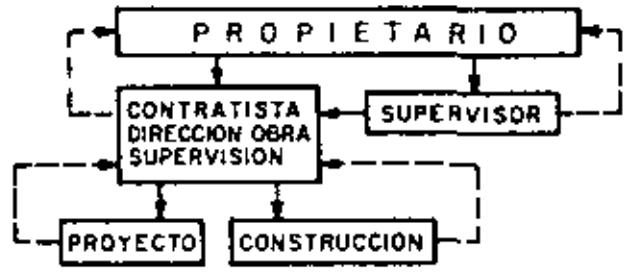 PROPIETARIO
CONTRATISTA
DIRECCION OBRA
SUPERVISION
SUPERVISOR
PROYECTO
CONSTRUCCION